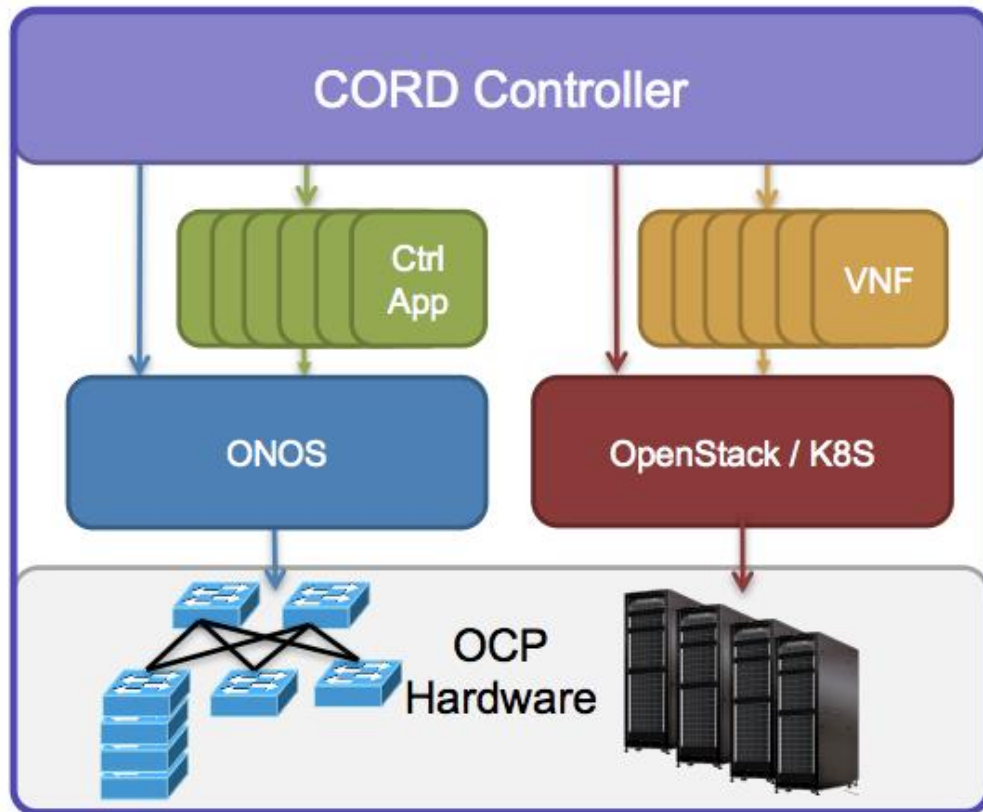 CORD Controller
Ctrl
App
VNF
ONOS
OpenStack / K8S
OCP
Hardware